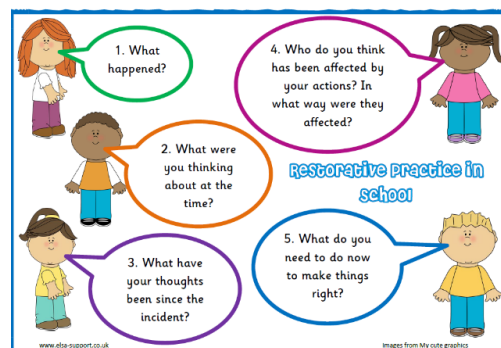 1. What
happened?
2. What were
you thinking
about at the
time?
3. What have
your thoughts
been since the
incident?
4. Who do you think
has been affected by
your actions? In
what way were they
affected?
Restorative Practice in
School
5. What do you
need to do now
to make things
right?
www.elsa-support.co.uk
Images from My cute graphics